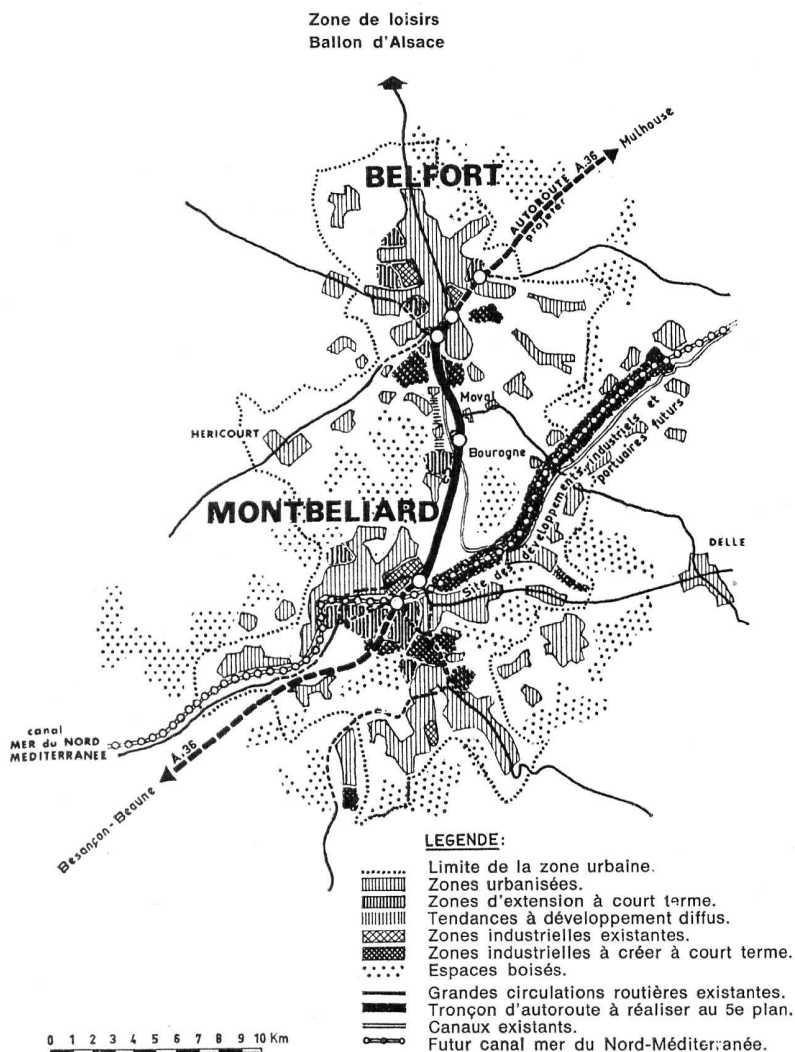 Zone de loisirs
Ballon d'Alsace
Mulhouse
BELFORT
AUTOROUTE A.36
projetée
Moval
HERICOURT
Bourogne
MONTBELIARD
Site des développements industriels et
portuaires futurs
DELLE
canal
MER du NORD
MEDITERRANÉE
A.36
Besançon-Beaune
LEGENDE:
Limite de la zone urbaine.
Zones urbanisées.
Zones d'extension à court terme.
Tendances à développement diffus.
Zones industrielles existantes.
Zones industrielles à créer à court terme.
Espaces boisés.
Grandes circulations routières existantes.
Tronçon d'autoroute à réaliser au 5e plan.
Canaux existants.
Futur canal mer du Nord-Méditerranée.
0 1 2 3 4 5 6 7 8 9 10 Km